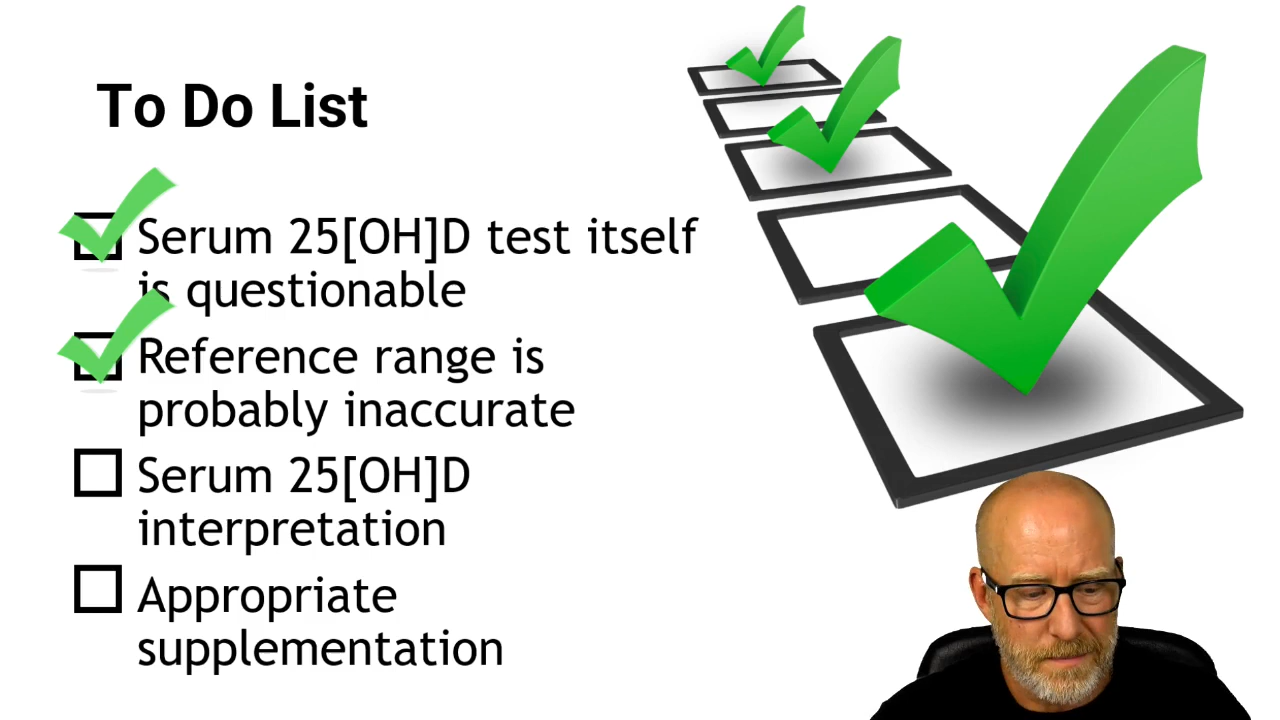 To Do List
Serum 25[OH]D test itself
is questionable
Reference range is
probably inaccurate
Serum 25[OH]D
interpretation
Appropriate
supplementation